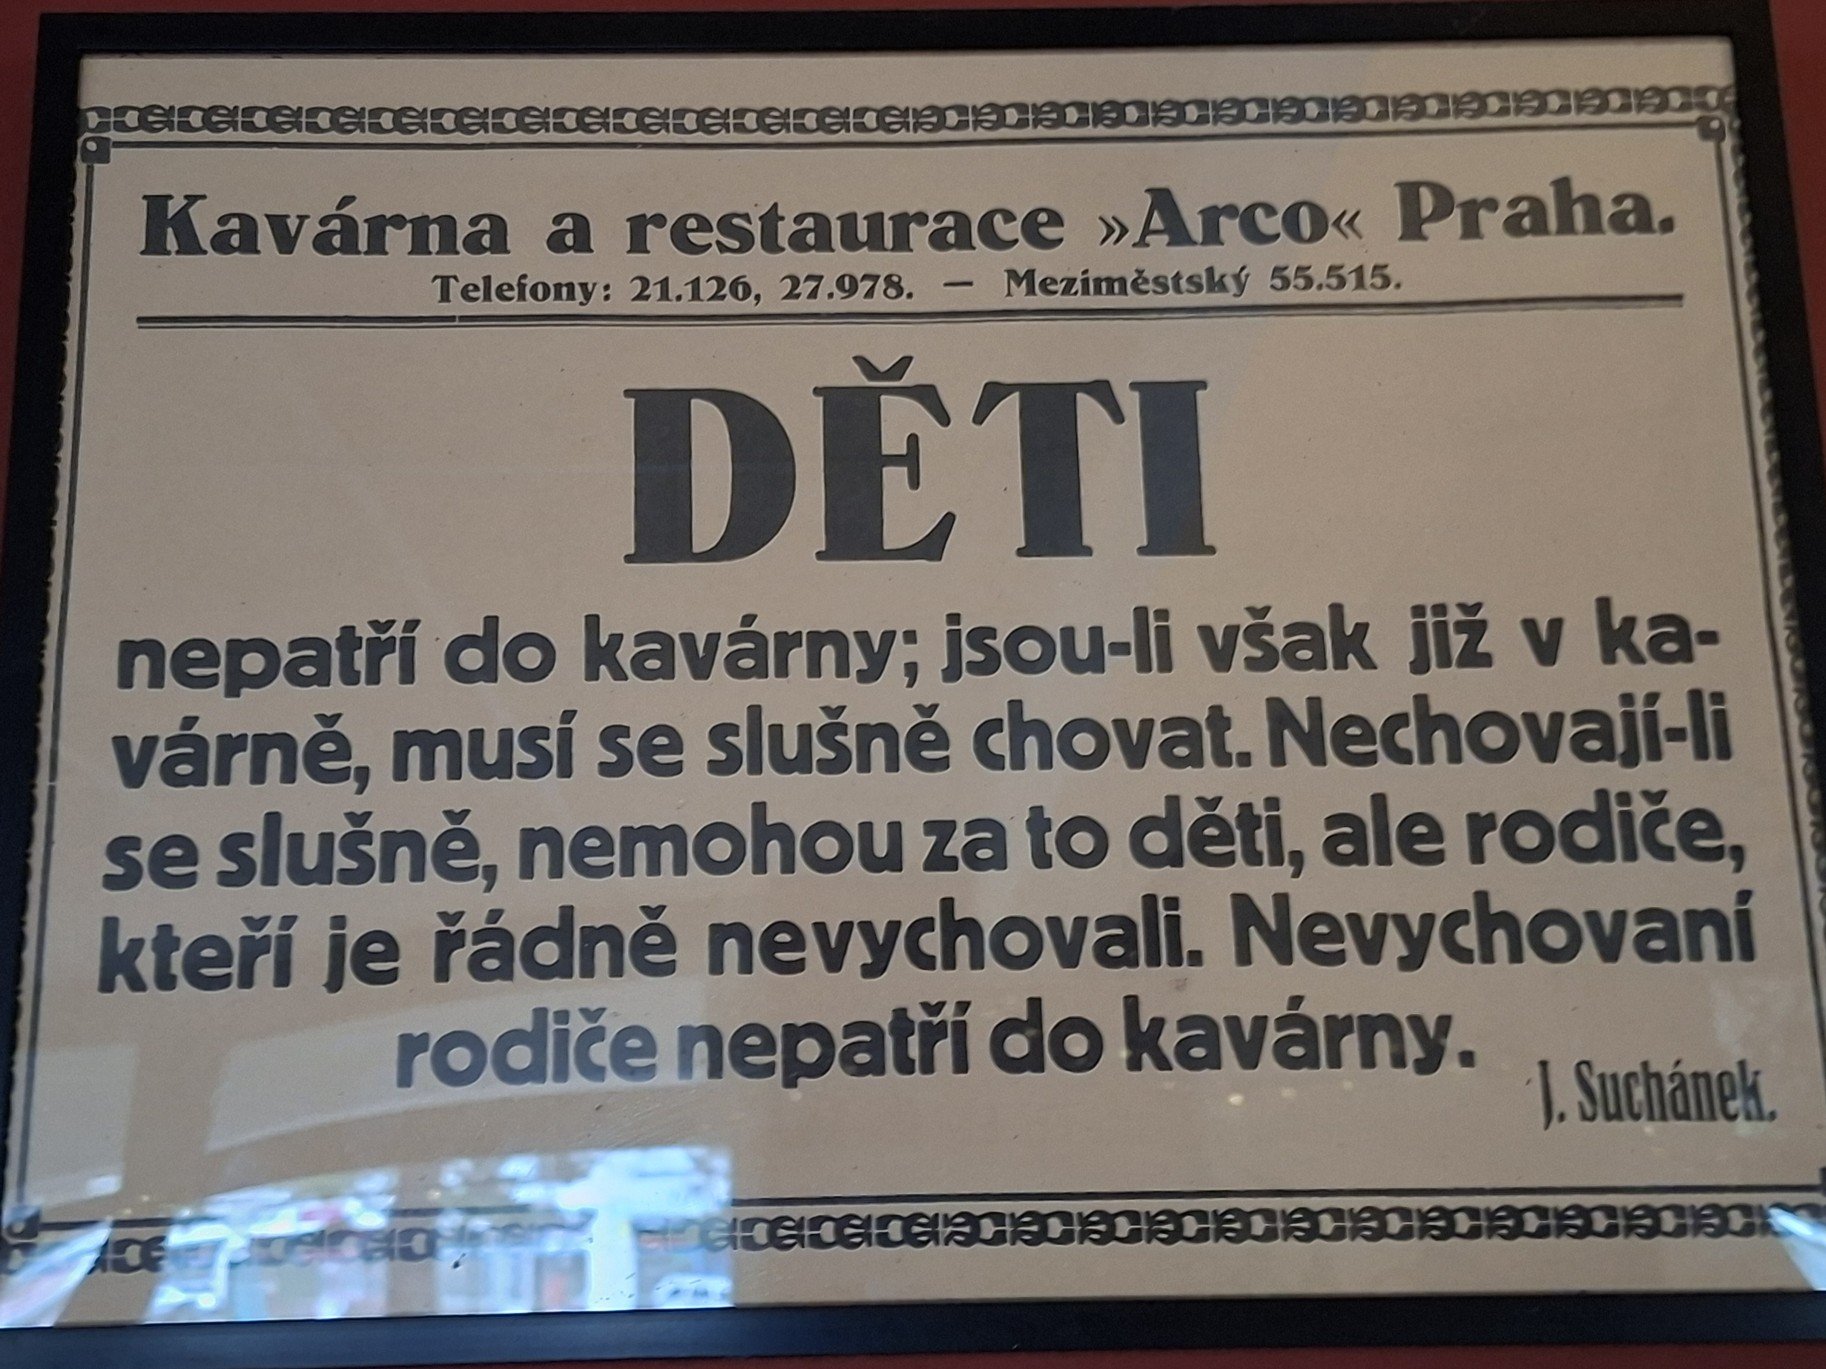 Kavárna a restaurace »Arco« Praha.
Telefony: 21.126, 27.978. — Meziměstský 55.515.
DĚTI
nepatří do kavárny; jsou-li však již v ka-
várně, musí se slušně chovat. Nechovají-li
se slušně, nemohou za to děti, ale rodiče,
kteří je řádně nevychovali. Nevychovaní
rodiče nepatří do kavárny.
J. Suchánek.